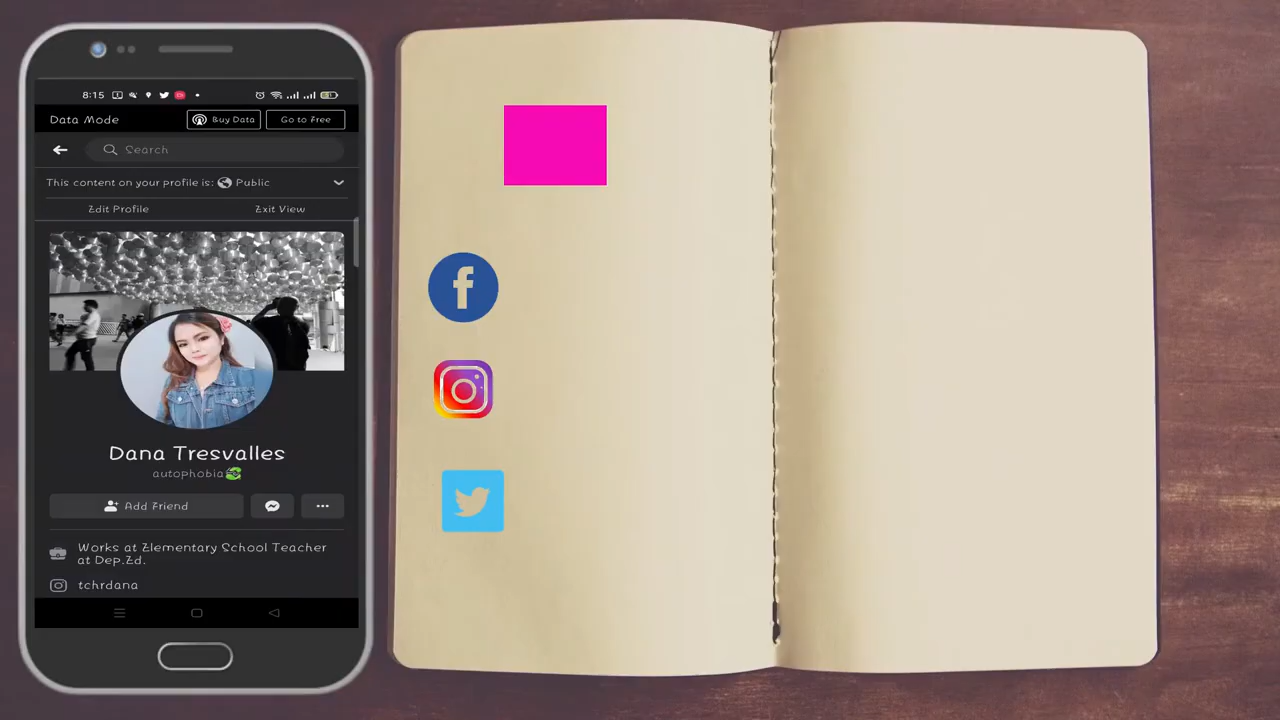 8:15
Data Mode
Buy Data
Go to Free
Search
This content on your profile is: Public
Edit Profile
Exit View
Dana Tresvalles
autophobia
Add Friend
Works at Elementary School Teacher
at Dep.Ed.
tchrdana